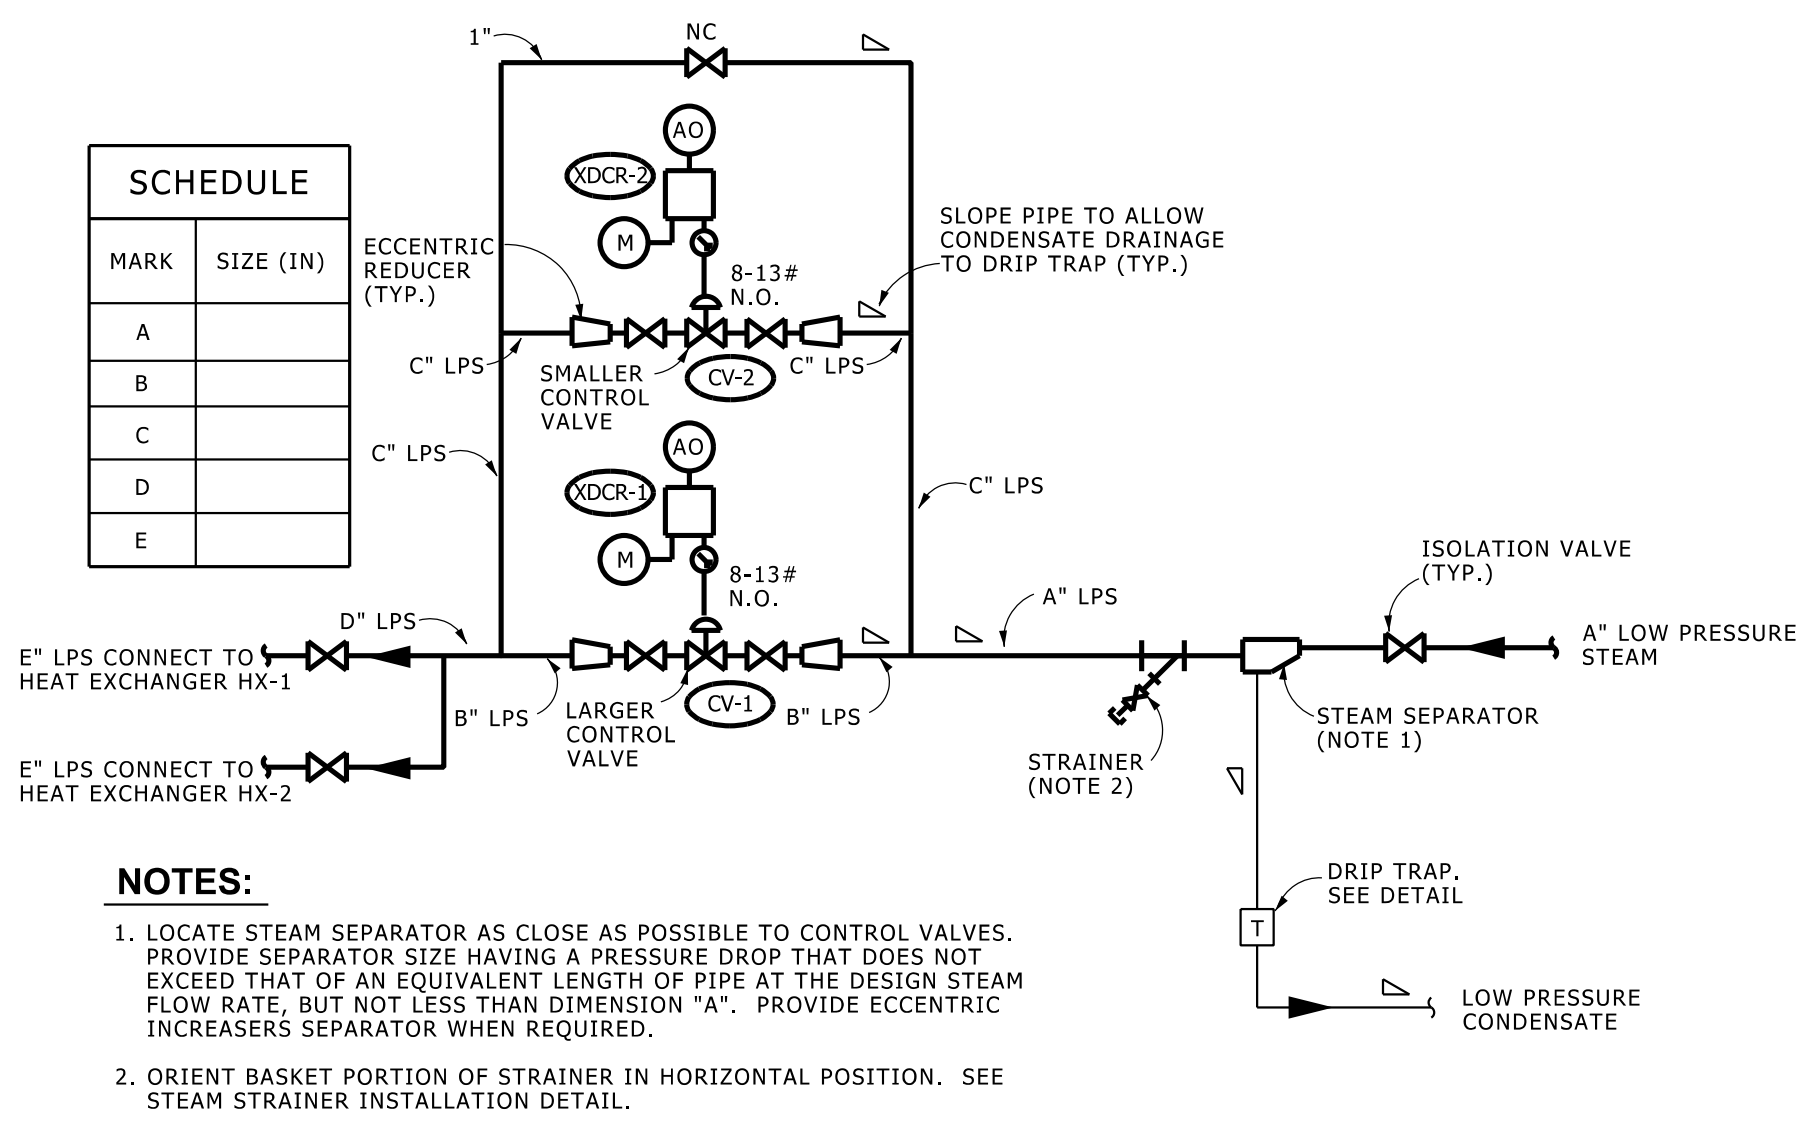 1"
NC
AO
XDCR-2
M
8-13#
N.O.
SCHEDULE
MARK
SIZE (IN)
A
B
C
D
E
ECCENTRIC
REDUCER
(TYP.)
SLOPE PIPE TO ALLOW
CONDENSATE DRAINAGE
TO DRIP TRAP (TYP.)
C" LPS
SMALLER
CONTROL
VALVE
CV-2
C" LPS
C" LPS
AO
XDCR-1
M
8-13#
N.O.
C" LPS
ISOLATION VALVE
(TYP.)
A" LPS
D" LPS
E" LPS CONNECT TO
HEAT EXCHANGER HX-1
B" LPS
LARGER
CONTROL
VALVE
CV-1
B" LPS
A" LOW PRESSURE
STEAM
STEAM SEPARATOR
(NOTE 1)
STRAINER
(NOTE 2)
E" LPS CONNECT TO
HEAT EXCHANGER HX-2
DRIP TRAP.
SEE DETAIL
T
LOW PRESSURE
CONDENSATE
NOTES:
1. LOCATE STEAM SEPARATOR AS CLOSE AS POSSIBLE TO CONTROL VALVES.
PROVIDE SEPARATOR SIZE HAVING A PRESSURE DROP THAT DOES NOT
EXCEED THAT OF AN EQUIVALENT LENGTH OF PIPE AT THE DESIGN STEAM
FLOW RATE, BUT NOT LESS THAN DIMENSION "A". PROVIDE ECCENTRIC
INCREASERS SEPARATOR WHEN REQUIRED.
2. ORIENT BASKET PORTION OF STRAINER IN HORIZONTAL POSITION. SEE
STEAM STRAINER INSTALLATION DETAIL.